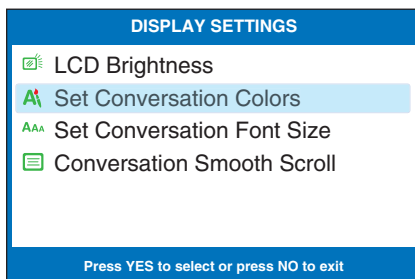 DISPLAY SETTINGS
LCD Brightness
A Set Conversation Colors
AAA Set Conversation Font Size
Conversation Smooth Scroll
Press YES to select or press NO to exit